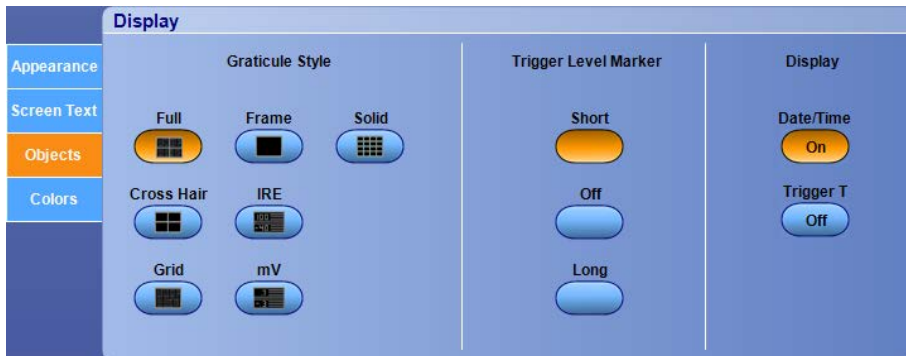 Display
Appearance
Screen Text
Objects
Colors
Graticule Style
Full
Frame
Solid
Cross Hair
IRE
Grid
mV
Trigger Level Marker
Short
Off
Long
Display
Date/Time
On
Trigger T
Off